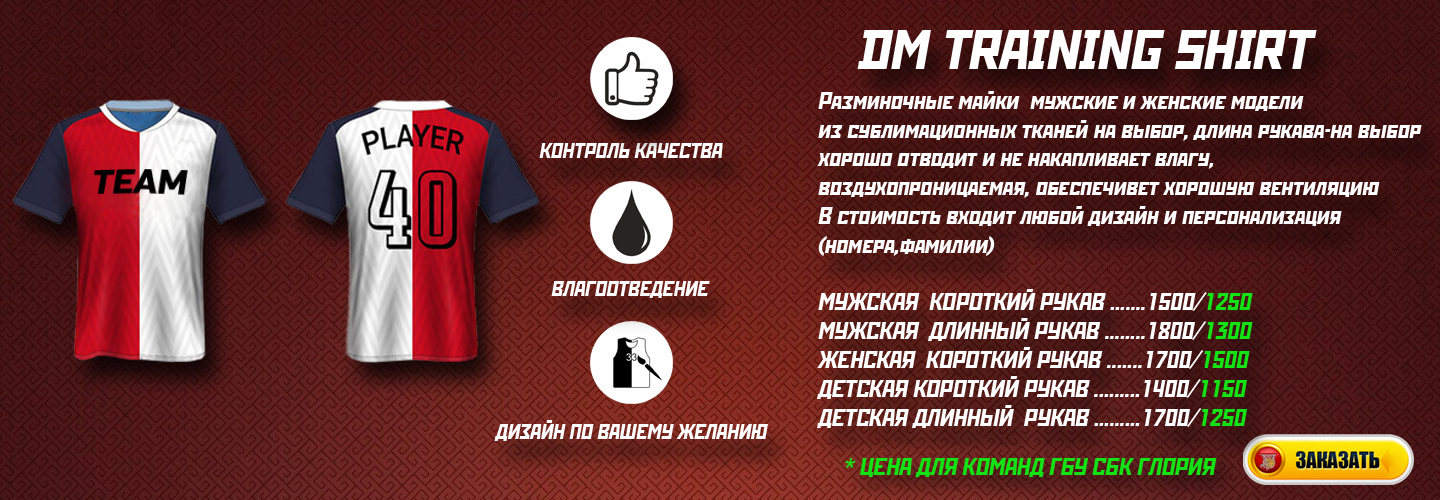 DM TRAINING SHIRT
Разминочные майки мужские и женские модели
из сублимационных тканей на выбор, длина рукава-на выбор
хорошо отводит и не накапливает влагу,
воздухопроницаемая, обеспечивет хорошую вентиляцию
В стоимость входит любой дизайн и персонализация
(номера,фамилии)
TEAM
PLAYER
40
КОНТРОЛЬ КАЧЕСТВА
ВЛАГООТВЕДЕНИЕ
33
ДИЗАЙН ПО ВАШЕМУ ЖЕЛАНИЮ
МУЖСКАЯ КОРОТКИЙ РУКАВ .......1500/1250
МУЖСКАЯ ДЛИННЫЙ РУКАВ ........1800/1300
ЖЕНСКАЯ КОРОТКИЙ РУКАВ .......1700/1500
ДЕТСКАЯ КОРОТКИЙ РУКАВ .........1400/1150
ДЕТСКАЯ ДЛИННЫЙ РУКАВ .........1700/1250
* ЦЕНА ДЛЯ КОМАНД ГБУ СБК ГЛОРИЯ
ЗАКАЗАТЬ